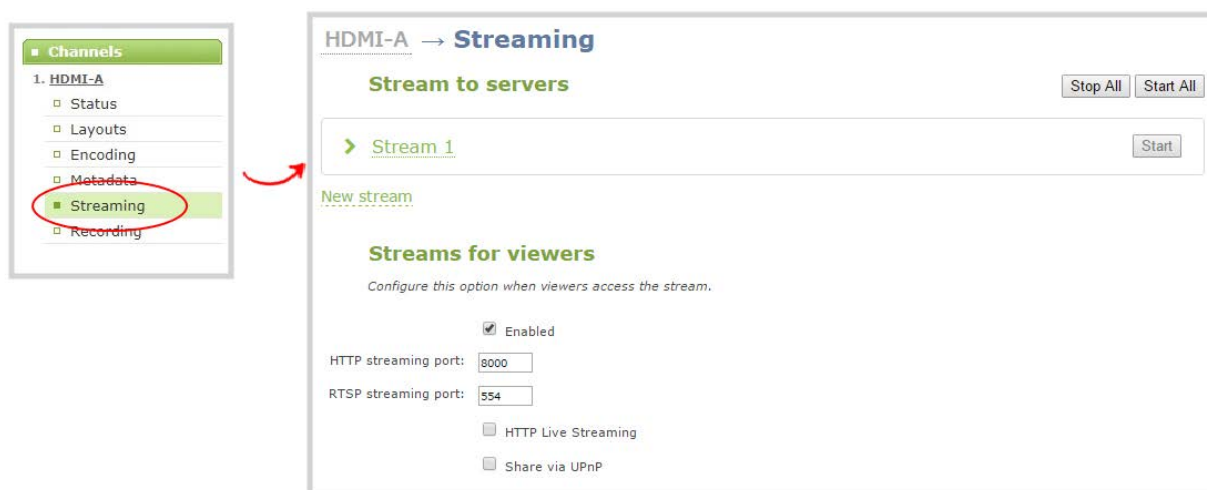 Channels
1. HDMI-A
Status
Layouts
Encoding
Metadata
Streaming
Recording
HDMI-A → Streaming
Stream to servers
Stop All Start All
Stream 1
Start
New stream
Streams for viewers
Configure this option when viewers access the stream.
Enabled
HTTP streaming port: 8000
RTSP streaming port: 554
HTTP Live Streaming
Share via UPnP